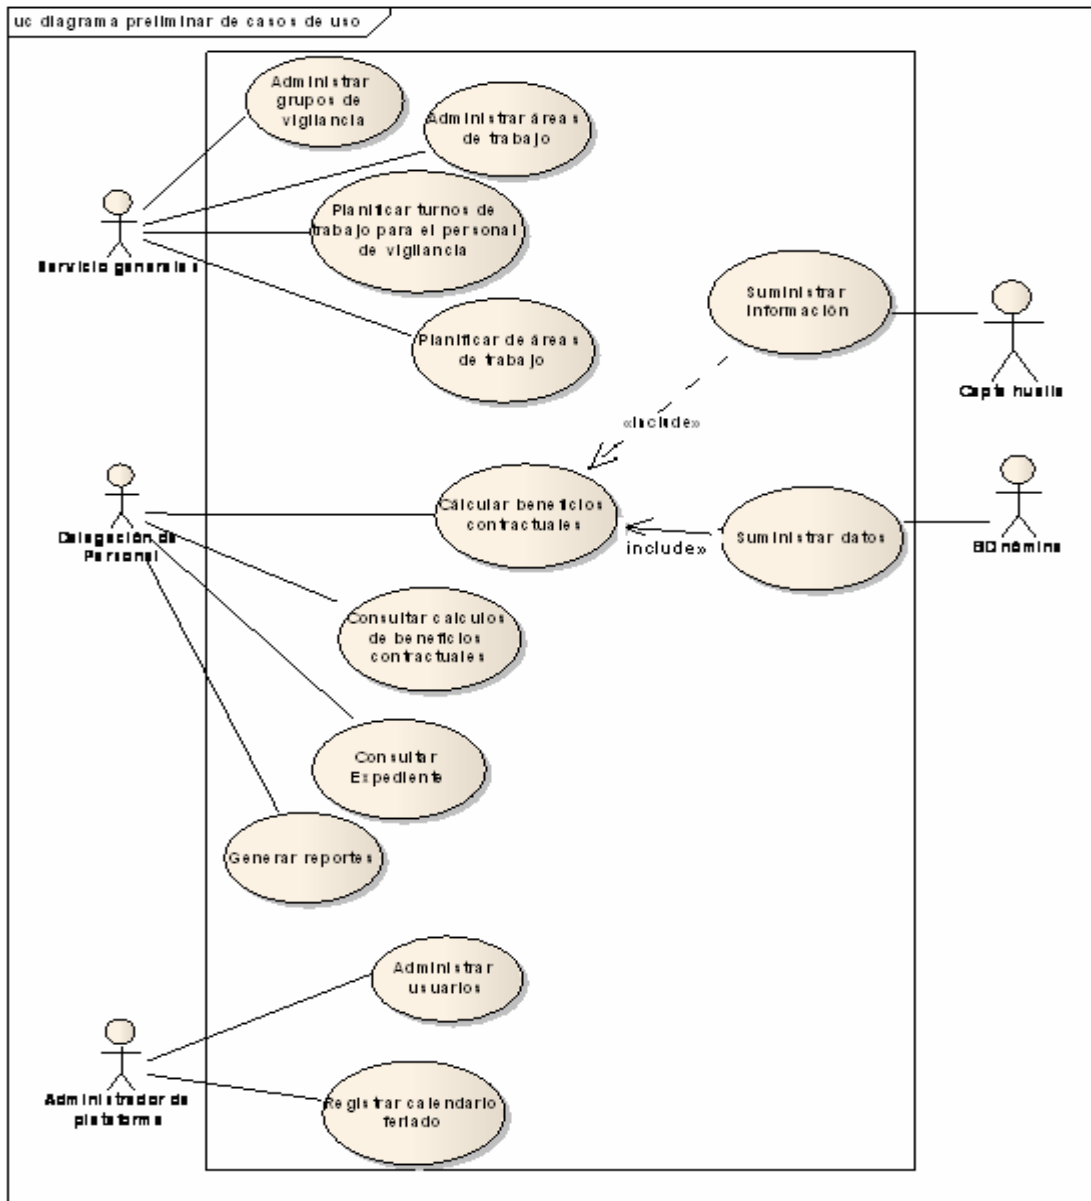 uc diagrama preliminar de casos de uso
Administrar
grupos de
vigilancia
Administrar áreas
de trabajo
Planificar turnos de
trabajo para el personal
de vigilancia
Servicio generales
Planificar de áreas
de trabajo
Suministrar
Información
Capta huella
«include»
Cálcular beneficios
contractuales
Delegación de
Personal
include»
Suministrar datos
BD nómina
Consultar calculos
de beneficios
contractuales
Consultar
Expediente
Generar reportes
Administrar
usuarios
Administrador de
plataforma
Registrar calendario
feriado